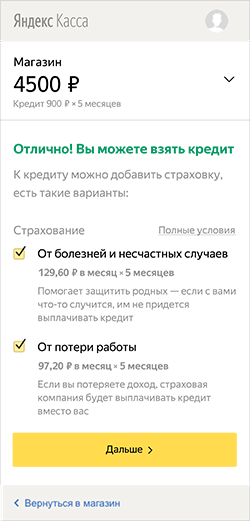 Яндекс Касса
Магазин
4500 ₽
Кредит 900 ₽ × 5 месяцев
Отлично! Вы можете взять кредит
К кредиту можно добавить страховку,
есть такие варианты:
Страхование Полные условия
От болезней и несчастных случаев
129,60 ₽ в месяц × 5 месяцев
Помогает защитить родных — если с вами
что-то случится, им не придется
выплачивать кредит
От потери работы
97,20 ₽ в месяц × 5 месяцев
Если вы потеряете доход, страховая
компания будет выплачивать кредит
вместо вас
Дальше
Вернуться в магазин